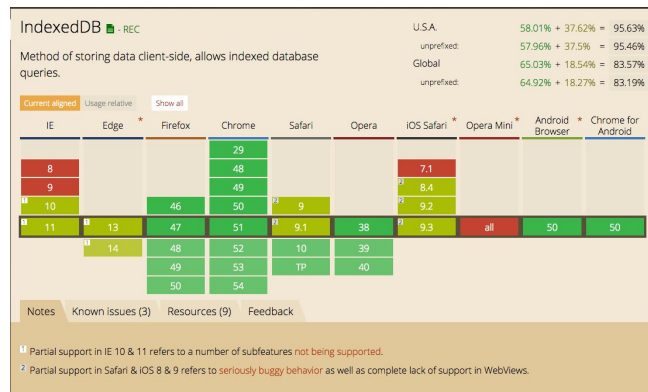 IndexedDB - REC
Method of storing data client-side, allows indexed database
queries.
U.S.A. 58.01% + 37.62% = 95.63%
unprefixed: 57.96% + 37.5% = 95.46%
Global 65.03% + 18.54% = 83.57%
unprefixed: 64.92% + 18.27% = 83.19%
Current aligned Usage relative Show all
IE Edge * Firefox Chrome Safari Opera iOS Safari * Opera Mini * Android Browser * Chrome for Android
29
8 48 7.1
9 49 2 8.4
1 10 46 50 2 9 2 9.2
1 11 1 13 47 51 2 9.1 38 2 9.3 all 50 50
1 14 48 52 10 39
49 53 TP 40
50 54
Notes Known issues (3) Resources (9) Feedback
1 Partial support in IE 10 & 11 refers to a number of subfeatures not being supported.
2 Partial support in Safari & iOS 8 & 9 refers to seriously buggy behavior as well as complete lack of support in WebViews.